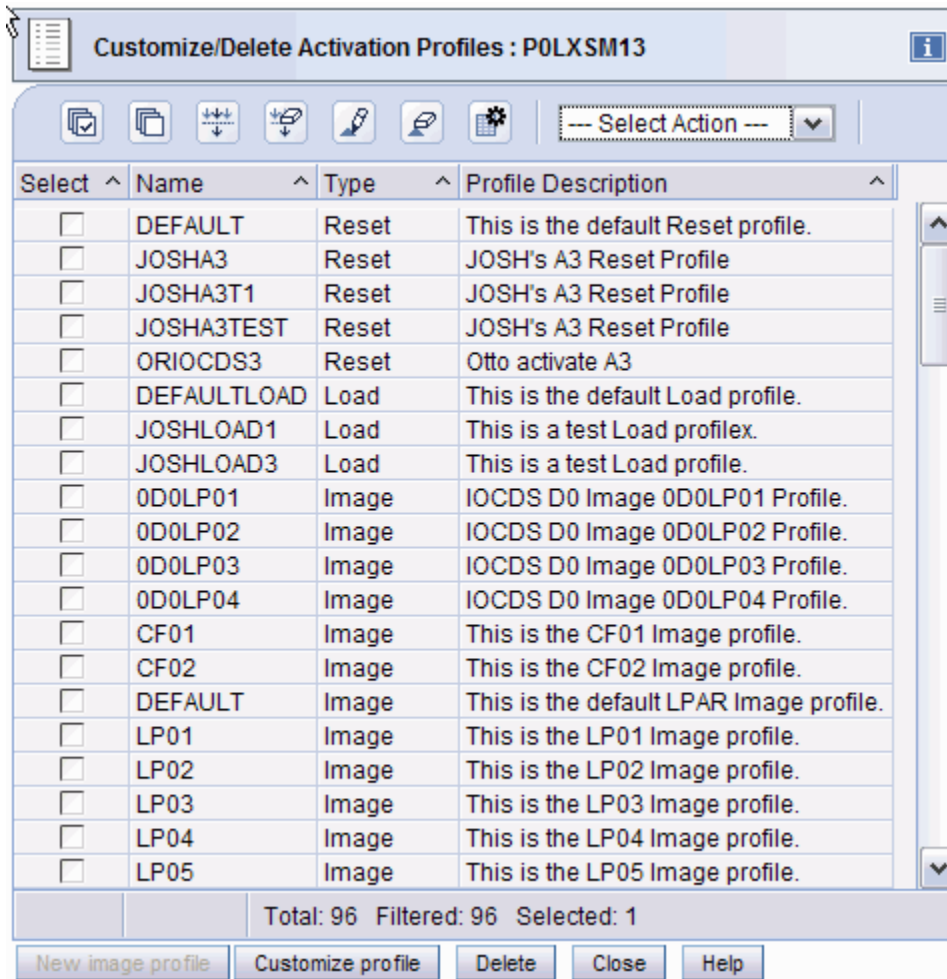 Customize/Delete Activation Profiles : P0LXSM13
--- Select Action ---
Select Name Type Profile Description
DEFAULT Reset This is the default Reset profile.
JOSHA3 Reset JOSH's A3 Reset Profile
JOSHA3T1 Reset JOSH's A3 Reset Profile
JOSHA3TEST Reset JOSH's A3 Reset Profile
ORIOCDS3 Reset Otto activate A3
DEFAULTLOAD Load This is the default Load profile.
JOSHLOAD1 Load This is a test Load profilex.
JOSHLOAD3 Load This is a test Load profile.
0D0LP01 Image IOCDS D0 Image 0D0LP01 Profile.
0D0LP02 Image IOCDS D0 Image 0D0LP02 Profile.
0D0LP03 Image IOCDS D0 Image 0D0LP03 Profile.
0D0LP04 Image IOCDS D0 Image 0D0LP04 Profile.
CF01 Image This is the CF01 Image profile.
CF02 Image This is the CF02 Image profile.
DEFAULT Image This is the default LPAR Image profile.
LP01 Image This is the LP01 Image profile.
LP02 Image This is the LP02 Image profile.
LP03 Image This is the LP03 Image profile.
LP04 Image This is the LP04 Image profile.
LP05 Image This is the LP05 Image profile.
Total: 96 Filtered: 96 Selected: 1
New image profile Customize profile Delete Close Help